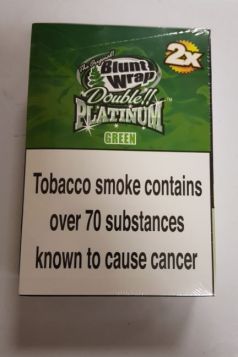 The Original!
Blunt Wrap
2x
Double!!
PLATINUM
GREEN
Tobacco smoke contains
over 70 substances
known to cause cancer